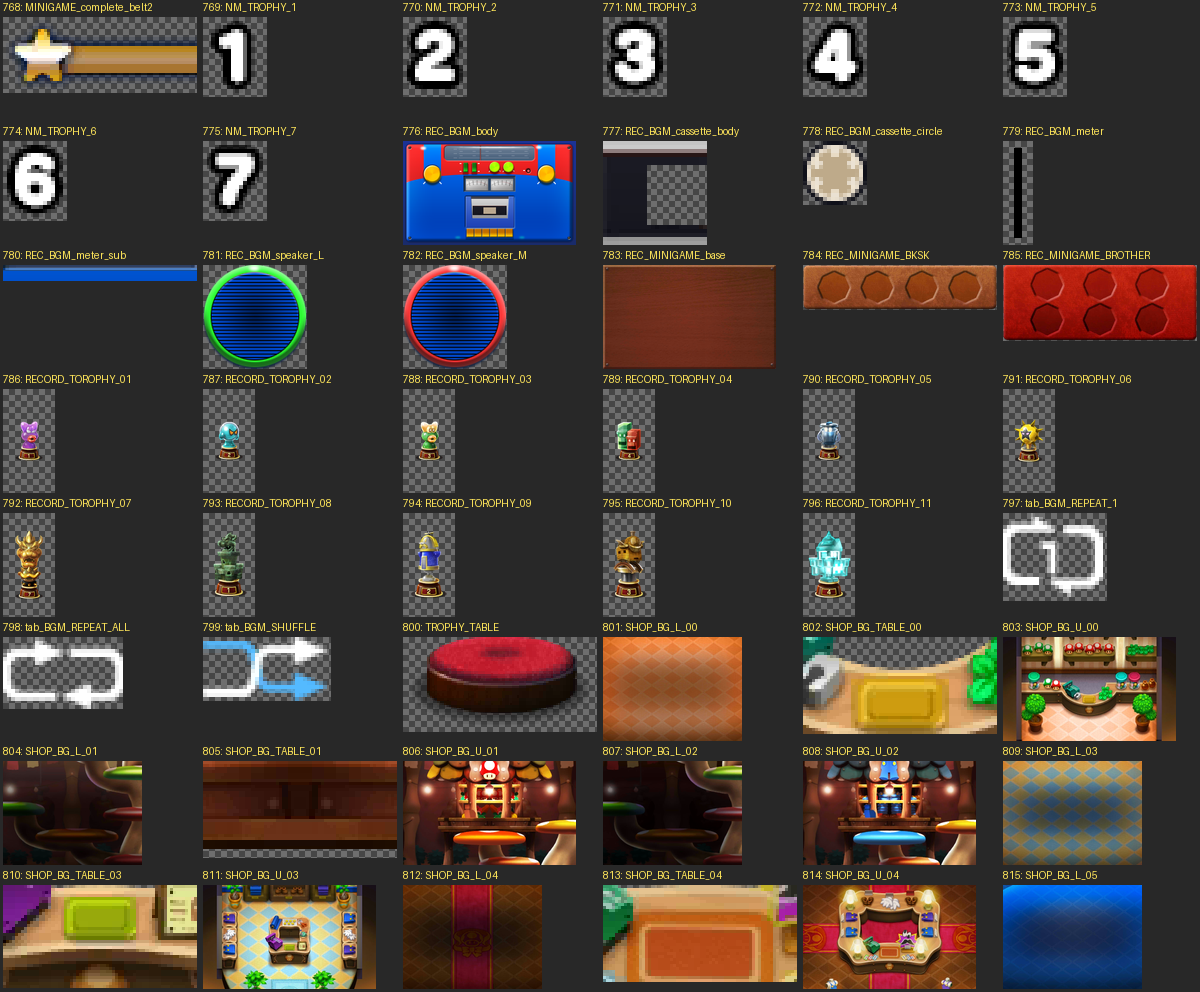 768: MINIGAME_complete_belt2
769: NM_TROPHY_1
770: NM_TROPHY_2
771: NM_TROPHY_3
772: NM_TROPHY_4
773: NM_TROPHY_5
1
2
3
4
5
774: NM_TROPHY_6
775: NM_TROPHY_7
776: REC_BGM_body
777: REC_BGM_cassette_body
778: REC_BGM_cassette_circle
779: REC_BGM_meter
6
7
780: REC_BGM_meter_sub
781: REC_BGM_speaker_L
782: REC_BGM_speaker_M
783: REC_MINIGAME_base
784: REC_MINIGAME_BKSK
785: REC_MINIGAME_BROTHER
786: RECORD_TOROPHY_01
787: RECORD_TOROPHY_02
788: RECORD_TOROPHY_03
789: RECORD_TOROPHY_04
790: RECORD_TOROPHY_05
791: RECORD_TOROPHY_06
792: RECORD_TOROPHY_07
793: RECORD_TOROPHY_08
794: RECORD_TOROPHY_09
795: RECORD_TOROPHY_10
796: RECORD_TOROPHY_11
797: tab_BGM_REPEAT_1
1
798: tab_BGM_REPEAT_ALL
799: tab_BGM_SHUFFLE
800: TROPHY_TABLE
801: SHOP_BG_L_00
802: SHOP_BG_TABLE_00
803: SHOP_BG_U_00
804: SHOP_BG_L_01
805: SHOP_BG_TABLE_01
806: SHOP_BG_U_01
807: SHOP_BG_L_02
808: SHOP_BG_U_02
809: SHOP_BG_L_03
810: SHOP_BG_TABLE_03
811: SHOP_BG_U_03
812: SHOP_BG_L_04
813: SHOP_BG_TABLE_04
814: SHOP_BG_U_04
815: SHOP_BG_L_05